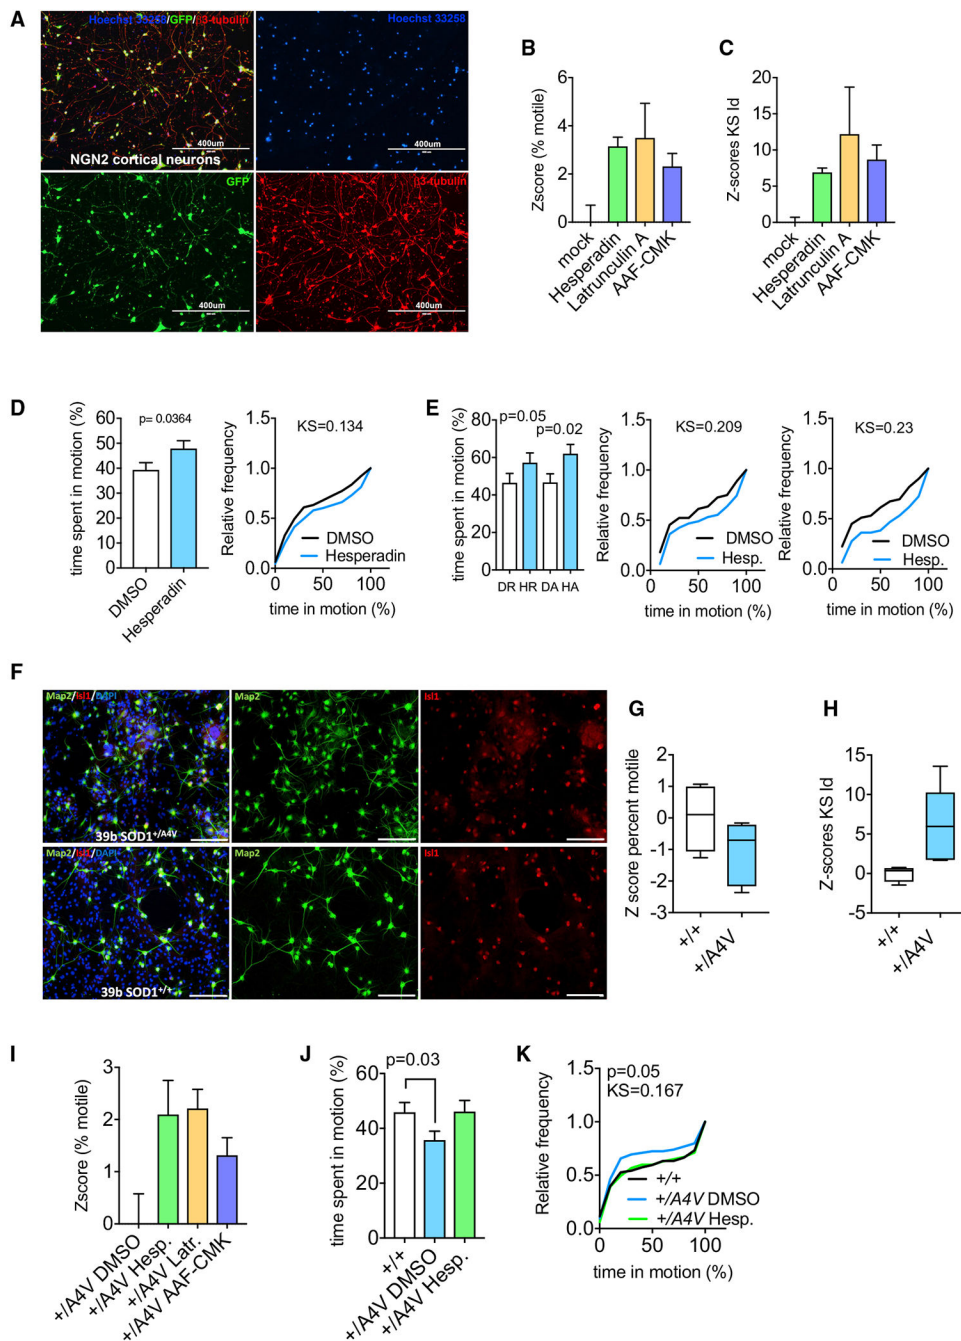 A
Hoechst 33258/GFP/β3-tubulin
Hoechst 33258
400um
NGN2 cortical neurons
400um
GFP
β3-tubulin
400um
400um
B
Zscore (% motile)
6
4
2
0
mock
Hesperadin
Latrunculin A
AAF-CMK
C
Z-scores KS Id
20
15
10
5
0
mock
Hesperadin
Latrunculin A
AAF-CMK
D
time spent in motion (%)
60
50
40
30
20
10
0
p= 0.0364
DMSO
Hesperadin
Relative frequency
1.5
1.0
0.5
0.0
KS=0.134
DMSO
Hesperadin
0 50 100
time in motion (%)
E
time spent in motion (%)
80
60
40
20
0
p=0.05
p=0.02
DR HR DA HA
Relative frequency
1.5
1.0
0.5
0.0
KS=0.209
DMSO
Hesp.
0 50 100
time in motion (%)
Relative frequency
1.5
1.0
0.5
0.0
KS=0.23
DMSO
Hesp.
0 50 100
time in motion (%)
F
Map2/Isl1/DAPI
Map2
Isl1
39b SOD1+/A4V
Map2/Isl1/DAPI
Map2
Isl1
39b SOD1+/+
G
Z score percent motile
2
1
0
-1
-2
-3
+/+
+/A4V
H
Z-scores KS Id
15
10
5
0
-5
+/+
+/A4V
I
Zscore (% motile)
3
2
1
0
+/A4V DMSO
+/A4V Hesp.
+/A4V Latr.
+/A4V AAF-CMK
J
time spent in motion (%)
p=0.03
60
40
20
0
+/+
+/A4V DMSO
+/A4V Hesp.
K
Relative frequency
1.5
1.0
0.5
0.0
p=0.05
KS=0.167
+/+
+/A4V DMSO
+/A4V Hesp.
0 50 100
time in motion (%)